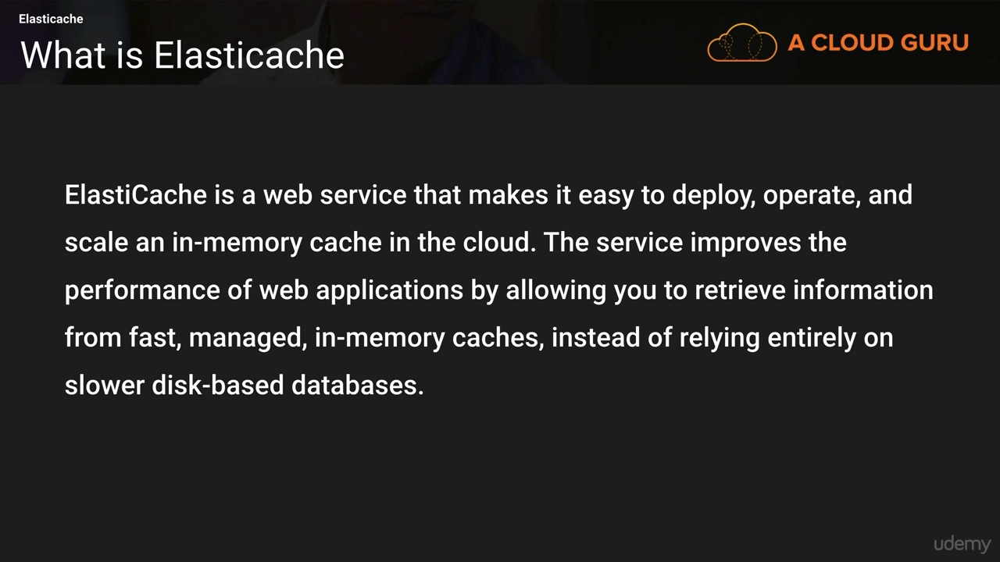 Elasticache
What is Elasticache
A CLOUD GURU
ElastiCache is a web service that makes it easy to deploy, operate, and
scale an in-memory cache in the cloud. The service improves the
performance of web applications by allowing you to retrieve information
from fast, managed, in-memory caches, instead of relying entirely on
slower disk-based databases.
udemy